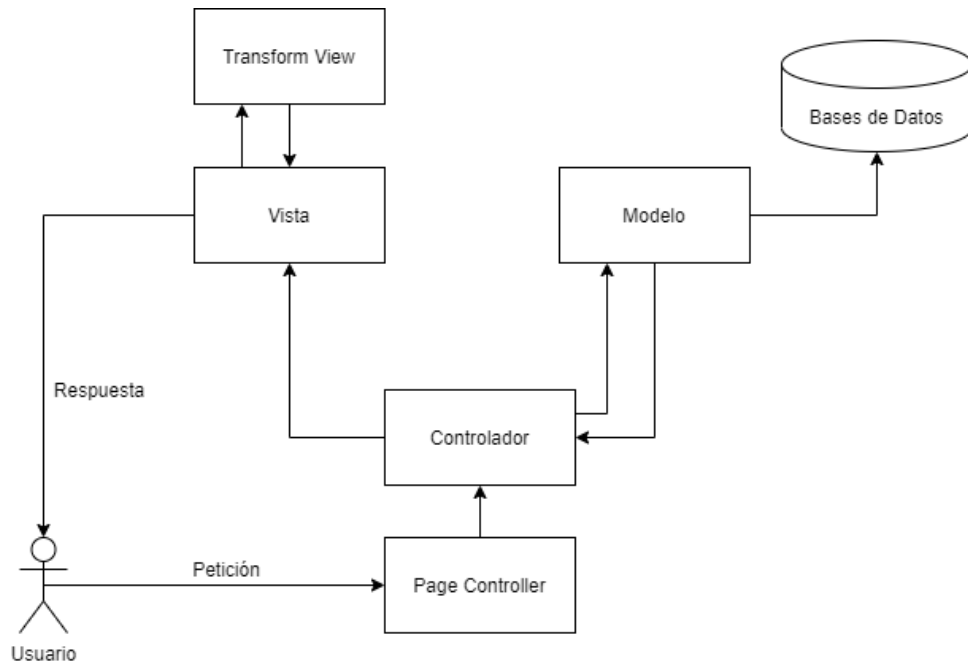 Transform View
Bases de Datos
Vista
Modelo
Respuesta
Controlador
Petición
Page Controller
Usuario